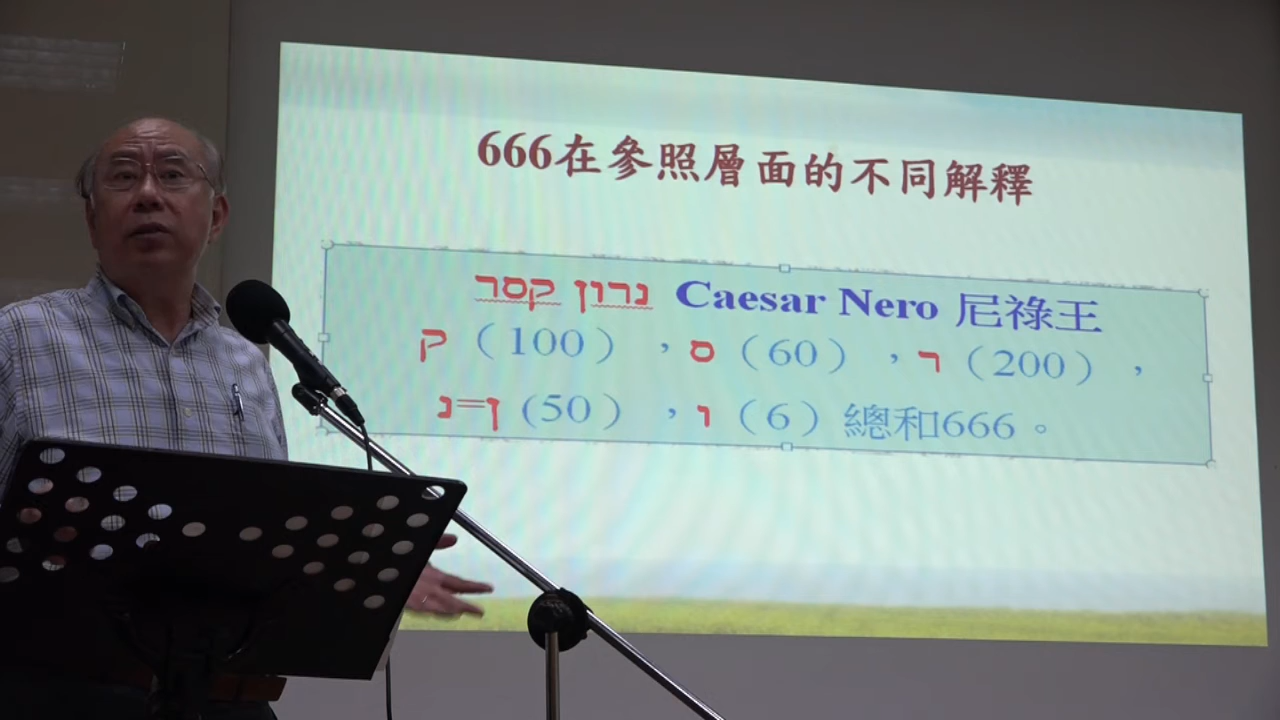 666在參照層面的不同解釋
נרון קסר Caesar Nero 尼祿王
ק（100），ס（60），ר（200），
נ=ן（50），ו（6）總和666。